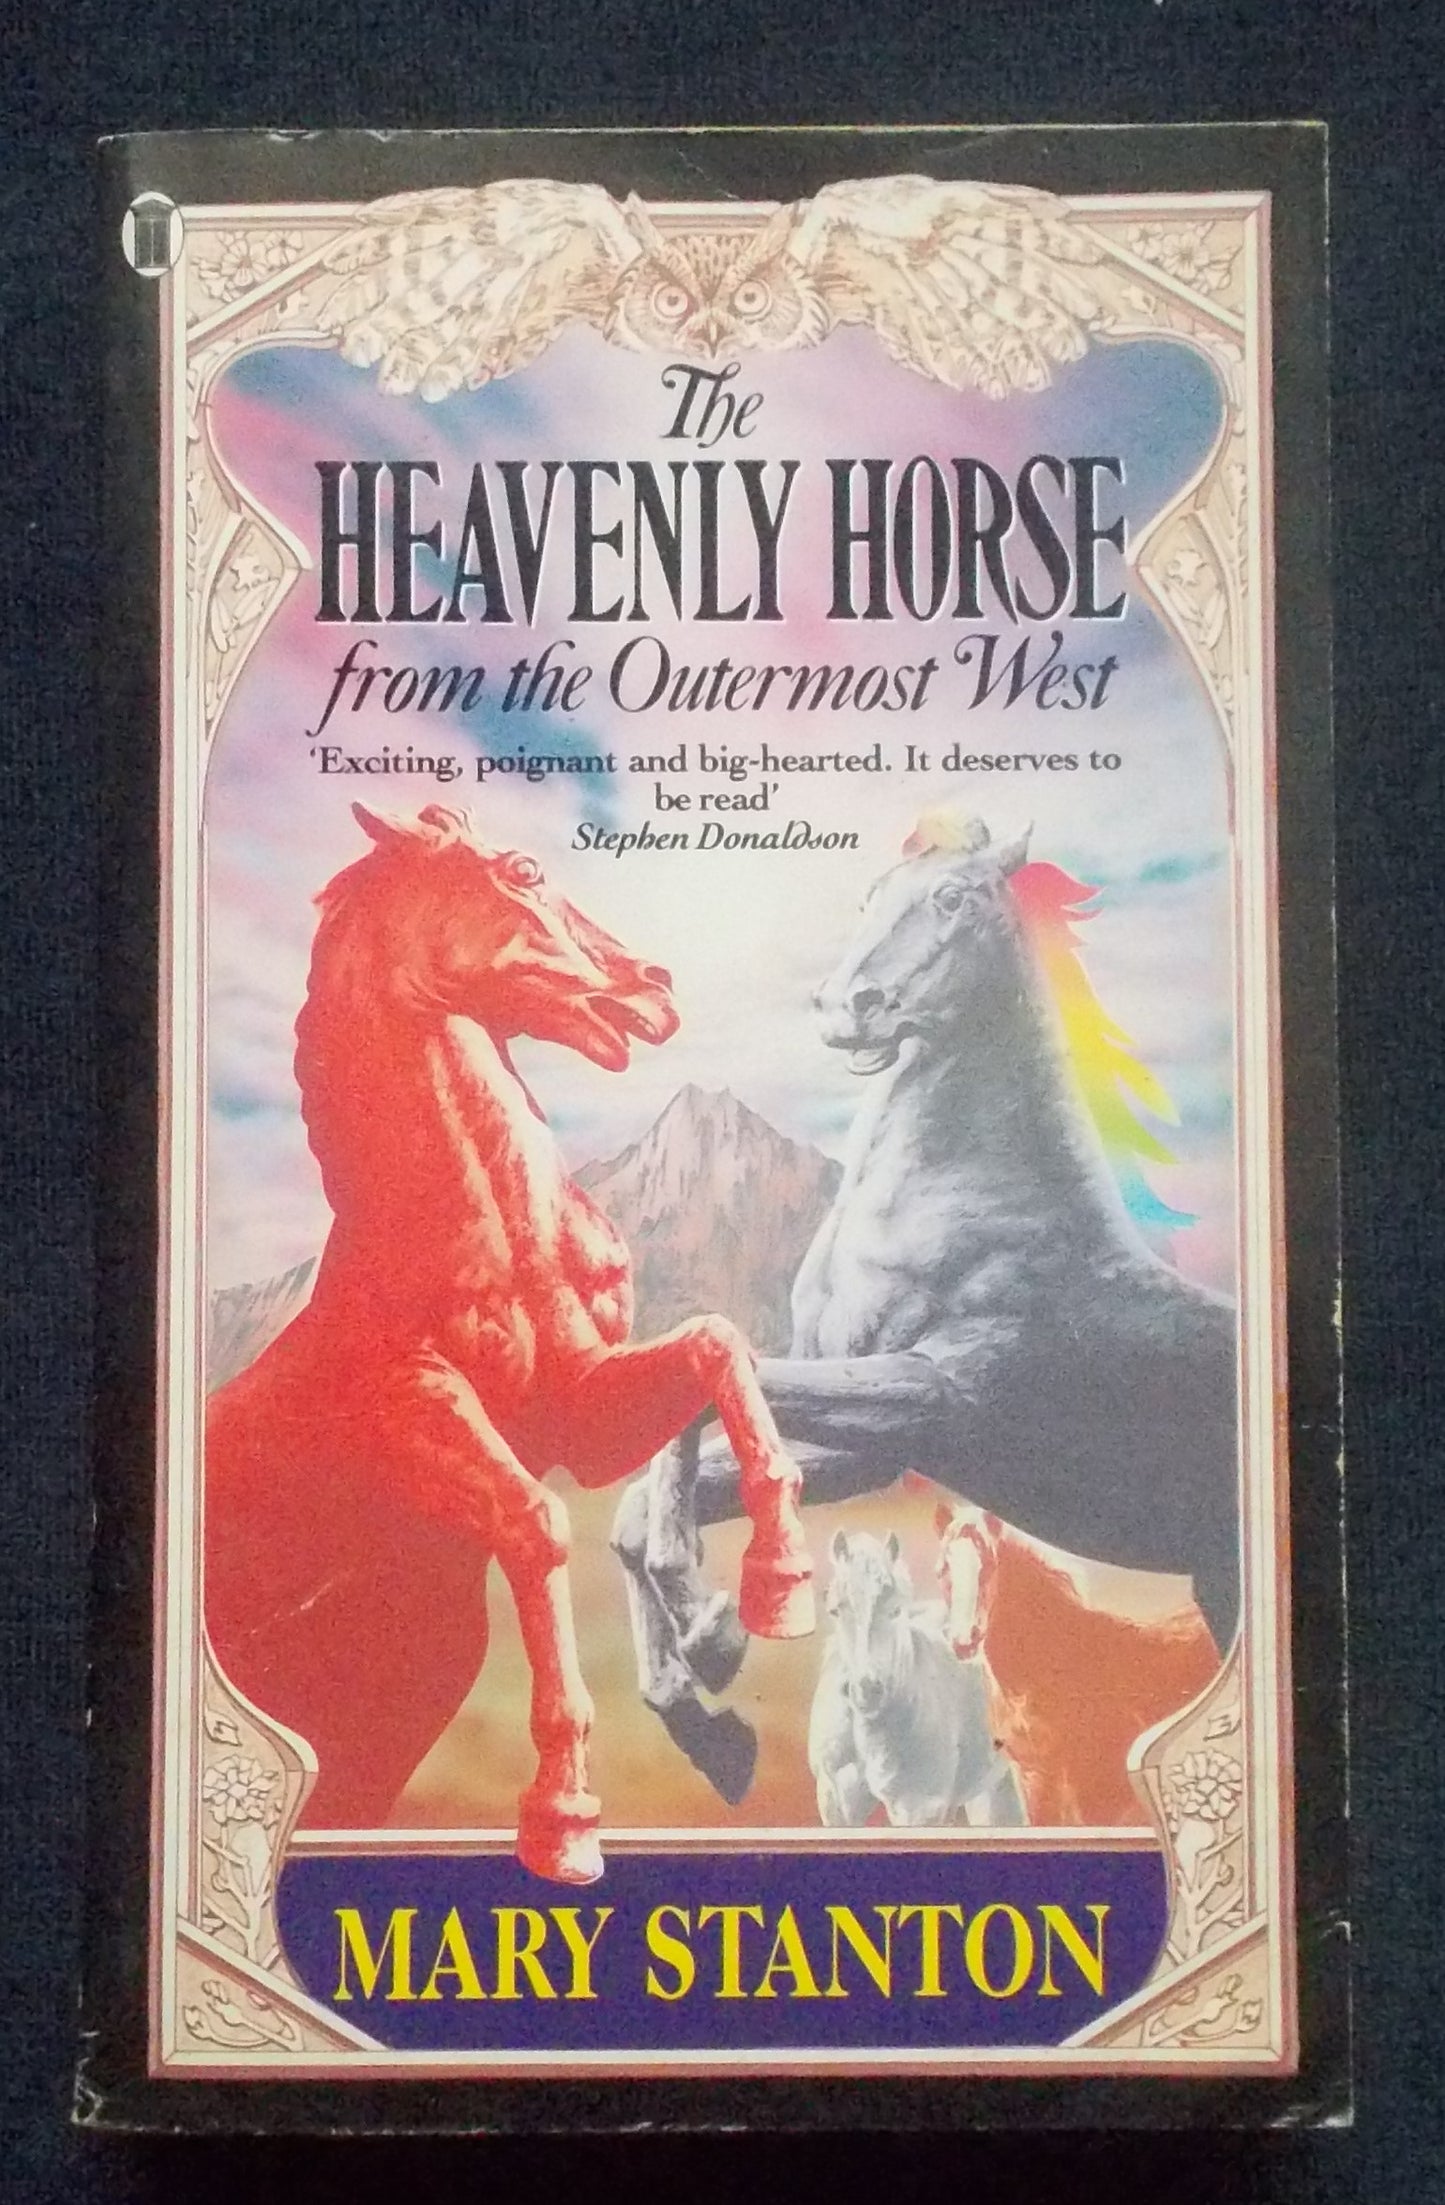 The
HEAVENLY HORSE
from the Outermost West
'Exciting, poignant and big-hearted. It deserves to
be read'
Stephen Donaldson
MARY STANTON